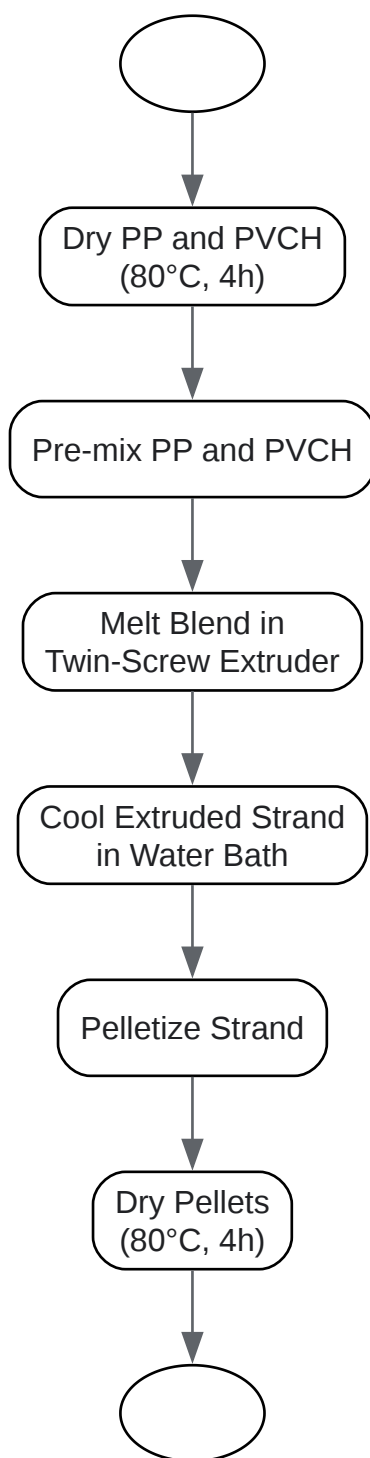 Dry PP and PVCH
(80°C, 4h)
Pre-mix PP and PVCH
Melt Blend in
Twin-Screw Extruder
Cool Extruded Strand
in Water Bath
Pelletize Strand
Dry Pellets
(80°C, 4h)